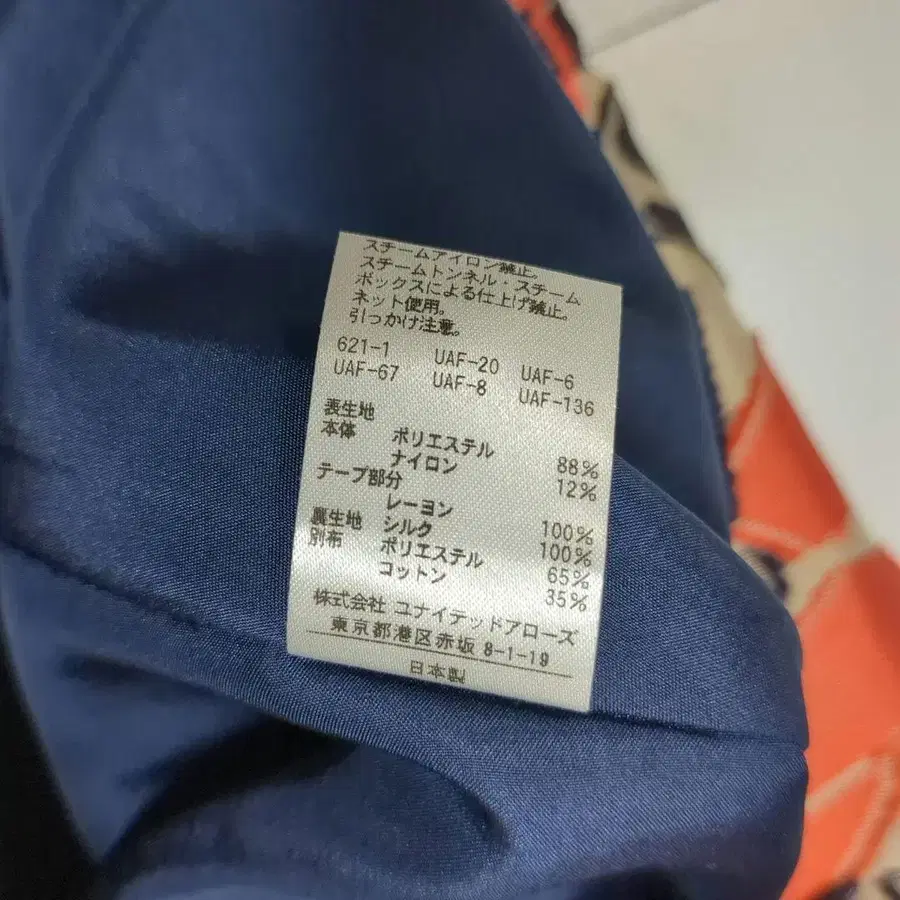 スチームアイロン禁止。
スチームトンネル・スチーム
ボックスによる仕上げ禁止。
ネット使用。
引っかけ注意。
621-1 UAF-20 UAF-6
UAF-67 UAF-8 UAF-136
表生地
本体 ポリエステル 88%
ナイロン 12%
テープ部分
レーヨン 100%
裏生地 シルク 100%
別布 ポリエステル 65%
コットン 35%
株式会社 ユナイテッドアローズ
東京都港区赤坂 8-1-19
日本製